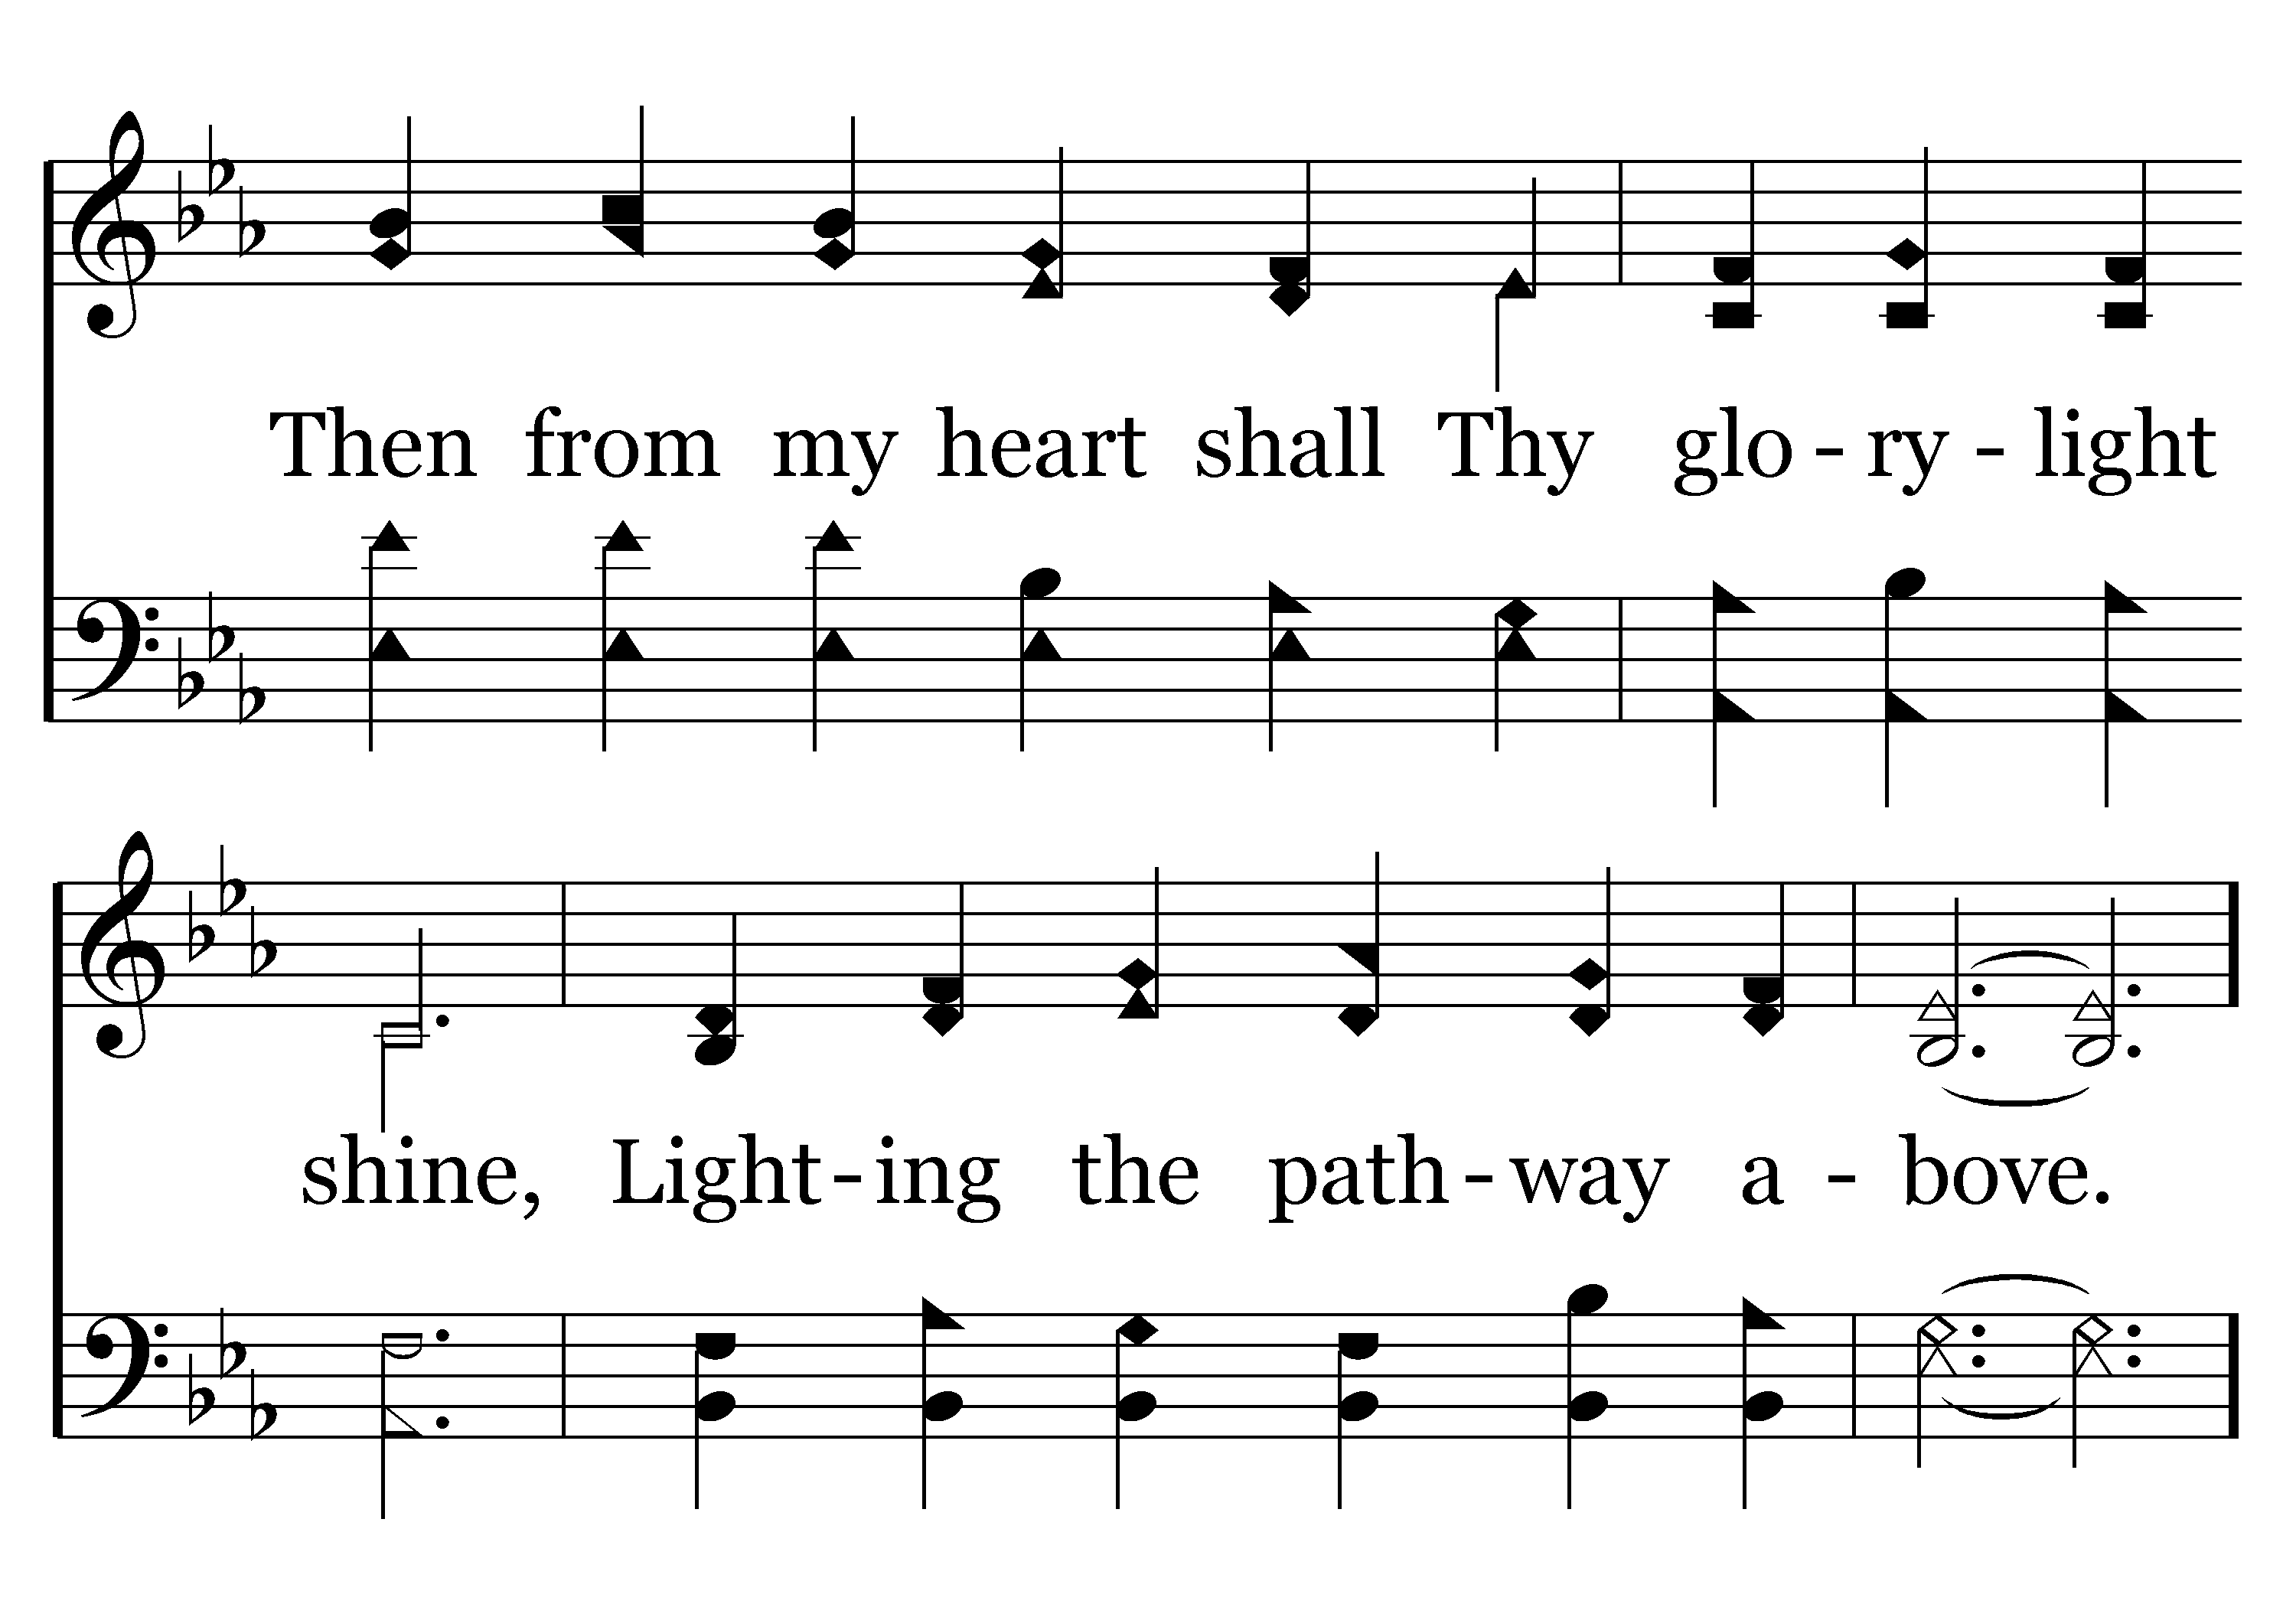 Then from my heart shall Thy glo - ry - light
shine, Light - ing the path - way a - bove.